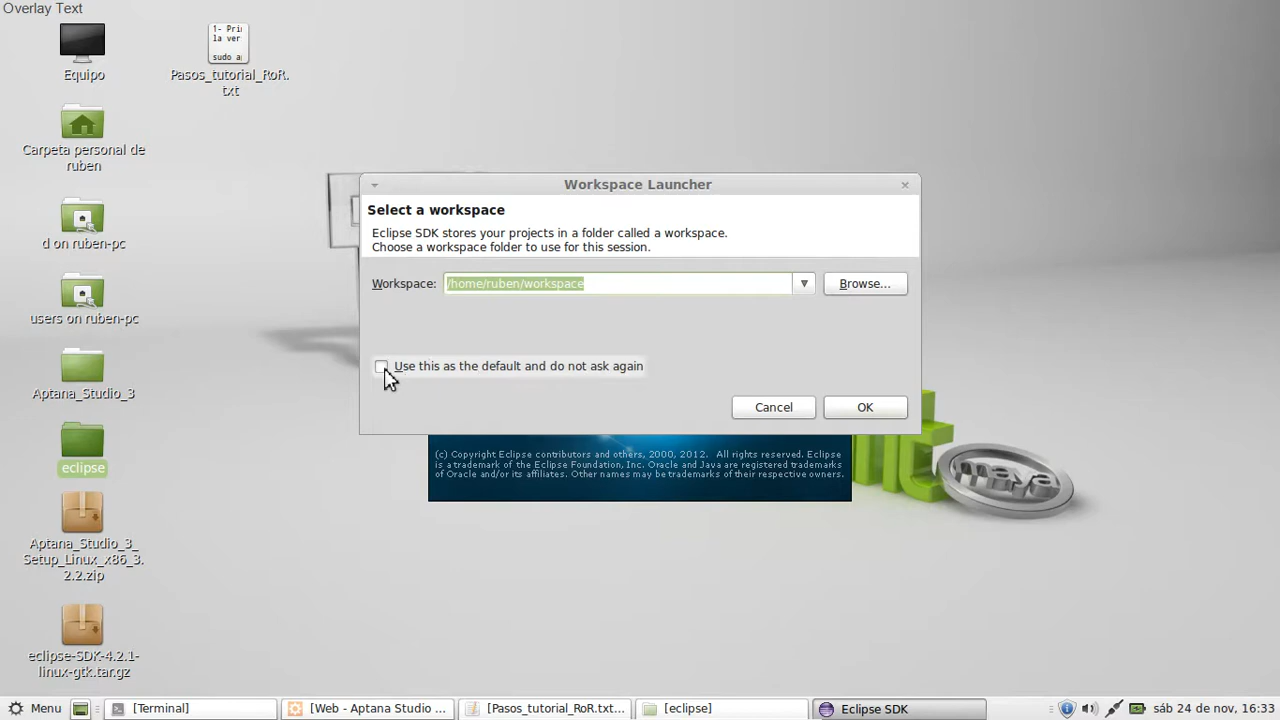 Overlay Text
Equipo
1- Pri
la ver
sudo a
Pasos_tutorial_RoR.
txt
Carpeta personal de
ruben
d on ruben-pc
users on ruben-pc
Aptana_Studio_3
eclipse
Aptana_Studio_3_
Setup_Linux_x86_3.
2.2.zip
eclipse-SDK-4.2.1-
linux-gtk.tar.gz
Workspace Launcher
Select a workspace
Eclipse SDK stores your projects in a folder called a workspace.
Choose a workspace folder to use for this session.
Workspace: /home/ruben/workspace Browse...
Use this as the default and do not ask again
Cancel OK
(c) Copyright Eclipse contributors and others, 2000, 2012. All rights reserved. Eclipse
is a trademark of the Eclipse Foundation, Inc. Oracle and Java are registered trademarks
of Oracle and/or its affiliates. Other names may be trademarks of their respective owners.
maya
Menu [Terminal] [Web - Aptana Studio ... [Pasos_tutorial_RoR.txt... [eclipse] Eclipse SDK sáb 24 de nov, 16:33